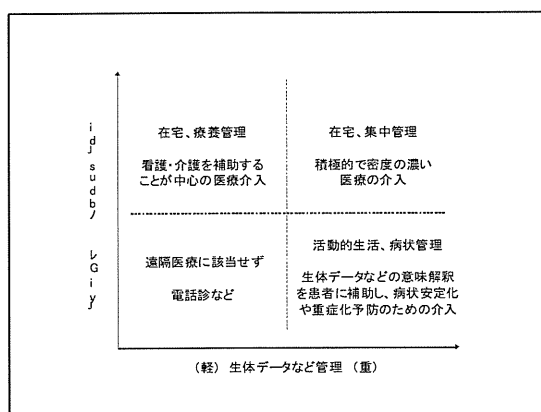 在宅、療養管理
看護・介護を補助する
ことが中心の医療介入
在宅、集中管理
積極的で密度の濃い
医療の介入
遠隔医療に該当せず
電話診など
活動的生活、病状管理
生体データなどの意味解釈
を患者に補助し、病状安定化
や重症化予防のための介入
(軽) 生体データなど管理 (重)